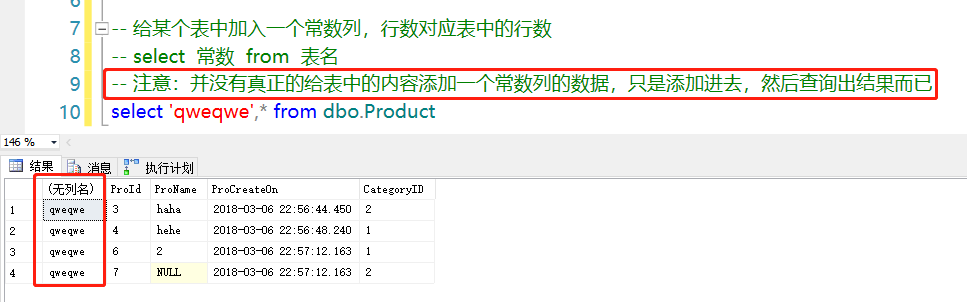 6
7 -- 给某个表中加入一个常数列，行数对应表中的行数
8 -- select 常数 from 表名
9 -- 注意：并没有真正的给表中的内容添加一个常数列的数据，只是添加进去，然后查询出结果而已
10 select 'qweqwe',* from dbo.Product
146 %
结果 消息 执行计划
(无列名) ProId ProName ProCreateOn CategoryID
1 qweqwe 3 haha 2018-03-06 22:56:44.450 2
2 qweqwe 4 hehe 2018-03-06 22:56:48.240 1
3 qweqwe 6 2 2018-03-06 22:57:12.163 1
4 qweqwe 7 NULL 2018-03-06 22:57:12.163 2